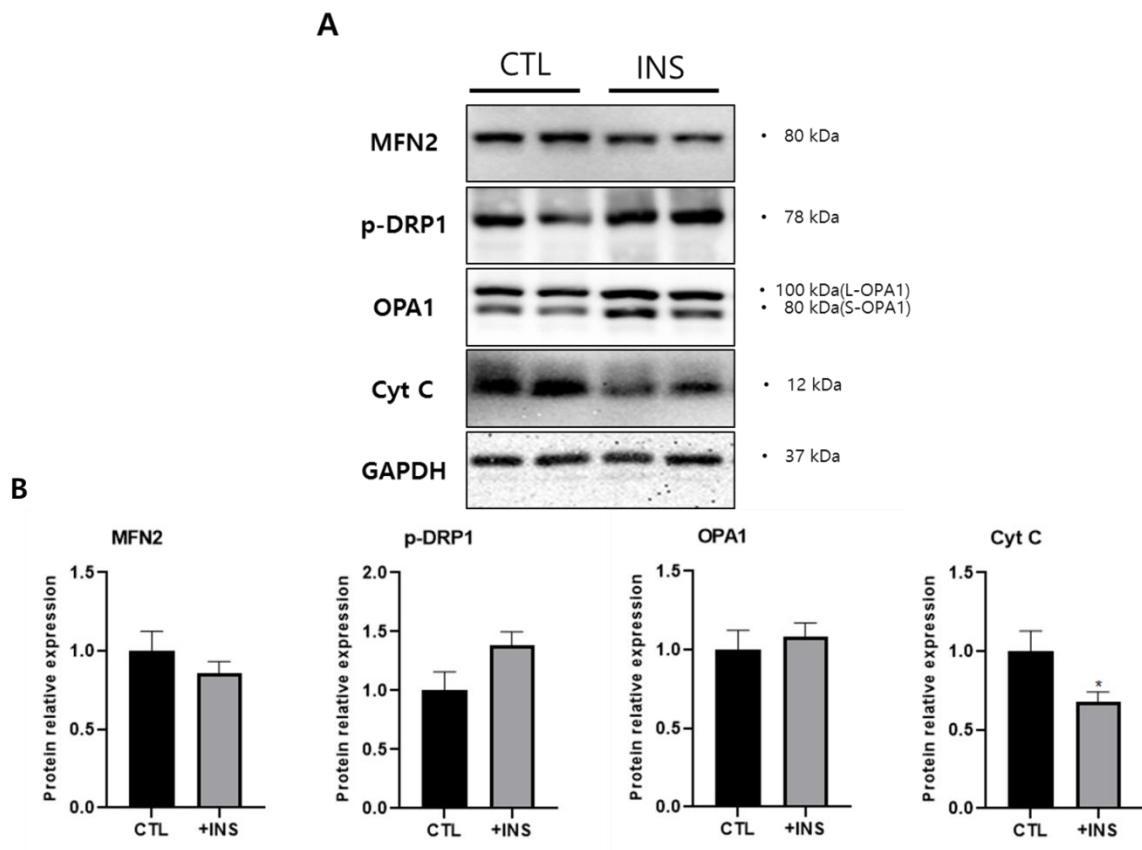 A
CTL INS
MFN2 • 80 kDa
p-DRP1 • 78 kDa
OPA1 • 100 kDa(L-OPA1)
• 80 kDa(S-OPA1)
Cyt C • 12 kDa
GAPDH • 37 kDa
B
MFN2
Protein relative expression
1.5
1.0
0.5
0.0
CTL +INS
p-DRP1
Protein relative expression
2.0
1.5
1.0
0.5
0.0
CTL +INS
OPA1
Protein relative expression
1.5
1.0
0.5
0.0
CTL +INS
Cyt C
Protein relative expression
1.5
1.0
0.5
0.0
*
CTL +INS